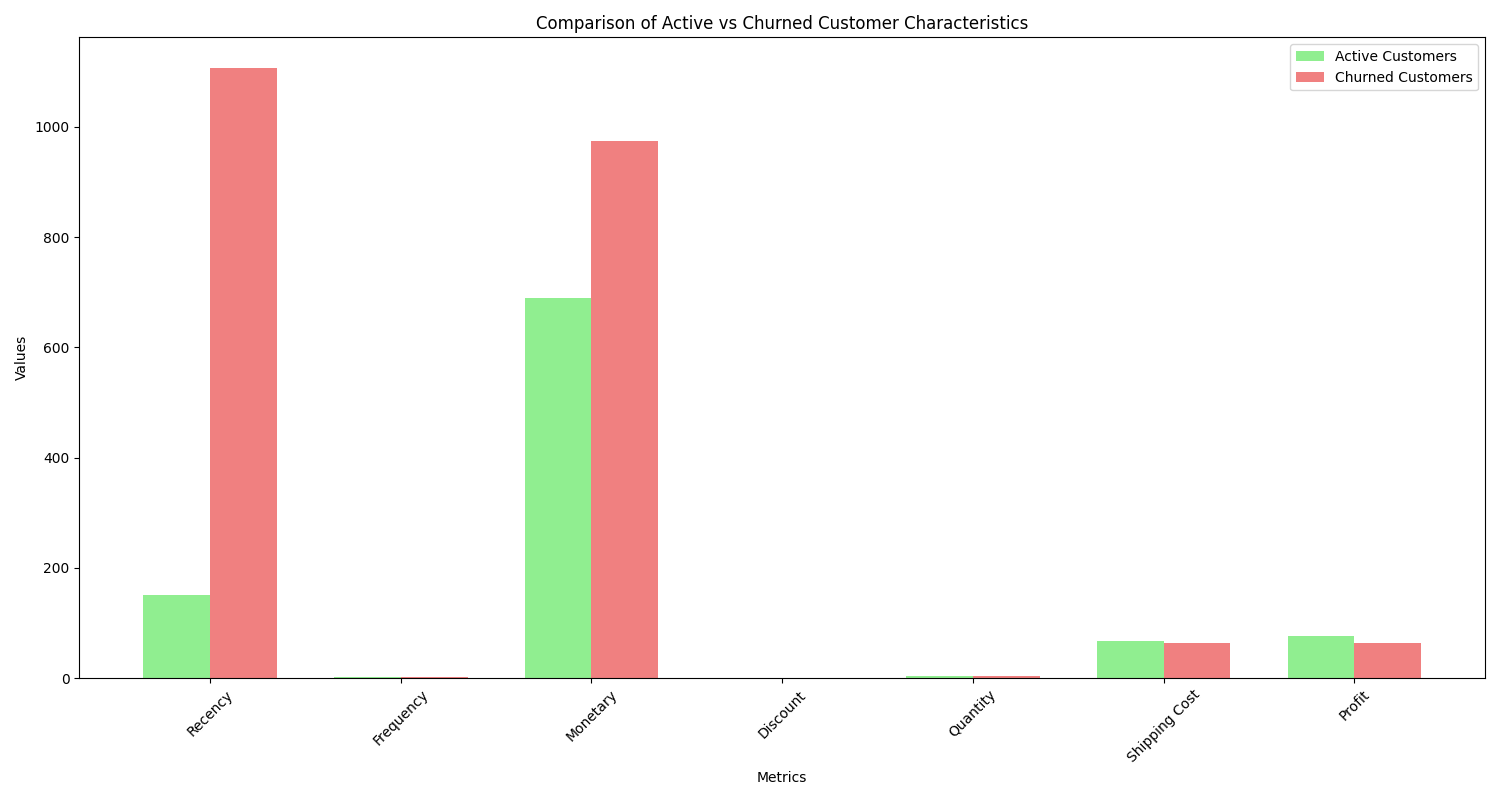 Comparison of Active vs Churned Customer Characteristics
Active Customers
Churned Customers
1000
800
600
400
200
0
Values
Recency
Frequency
Monetary
Discount
Quantity
Shipping Cost
Profit
Metrics